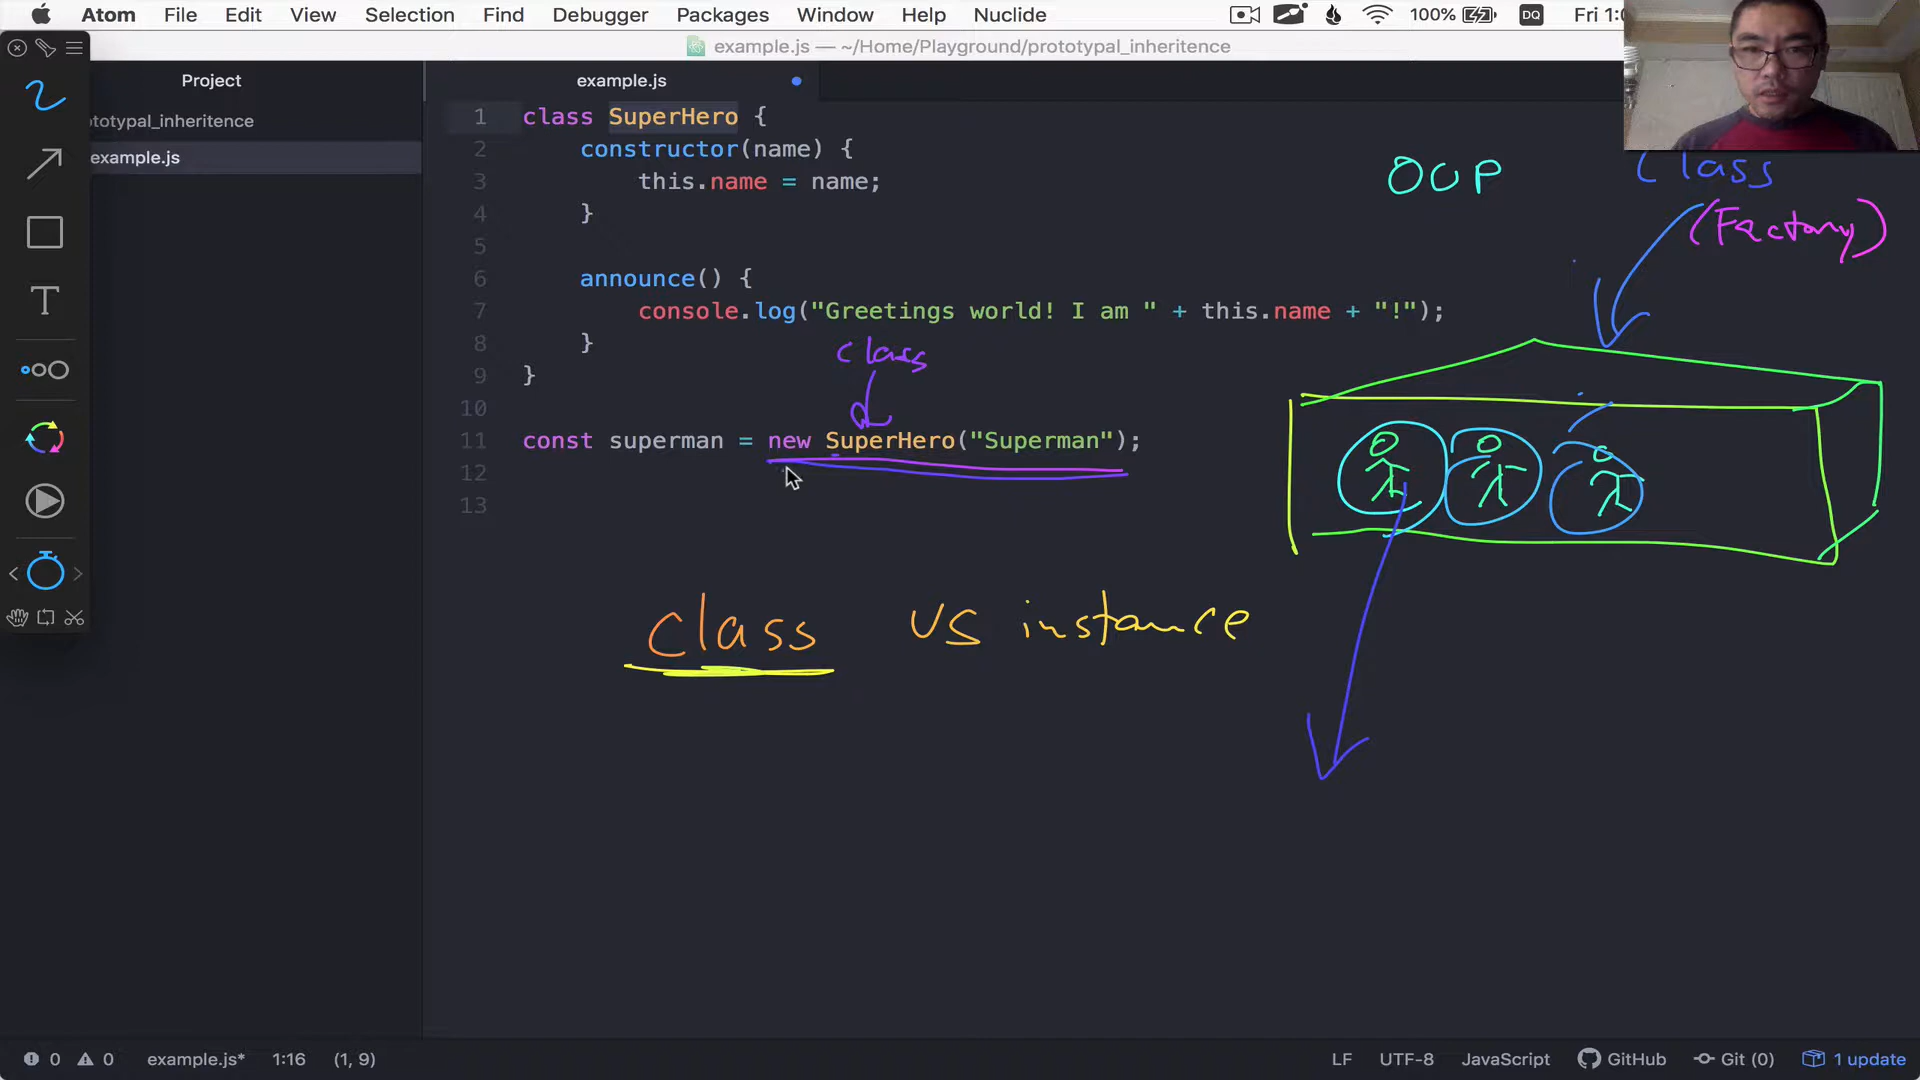 Atom File Edit View Selection Find Debugger Packages Window Help Nuclide 100% DQ
example.js — ~/Home/Playground/prototypal_inheritence
Project
ototypal_inheritence
example.js
example.js
1 class SuperHero {
2 constructor(name) {
3 this.name = name;
4 }
5
6 announce() {
7 console.log("Greetings world! I am " + this.name + "!");
8 }
9 }
10
11 const superman = new SuperHero("Superman");
12
13
OOP
Class
(Factory)
class
class vs instance
T
0 0 example.js* 1:16 (1, 9) LF UTF-8 JavaScript GitHub Git (0) 1 update